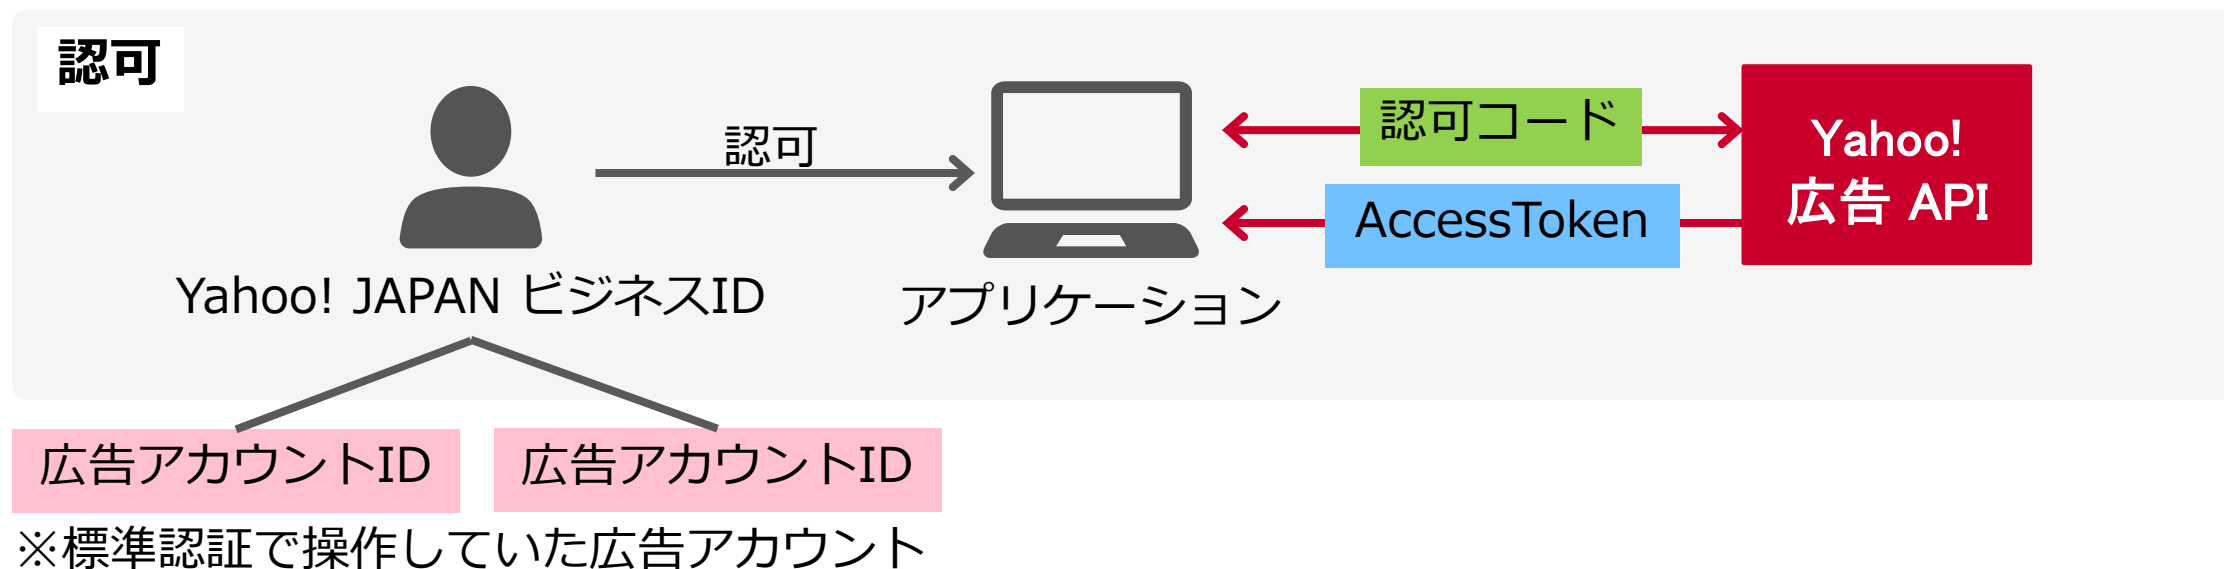 認可
認可
認可コード
Yahoo!
広告 API
AccessToken
Yahoo! JAPAN ビジネスID
アプリケーション
広告アカウントID
広告アカウントID
※標準認証で操作していた広告アカウント